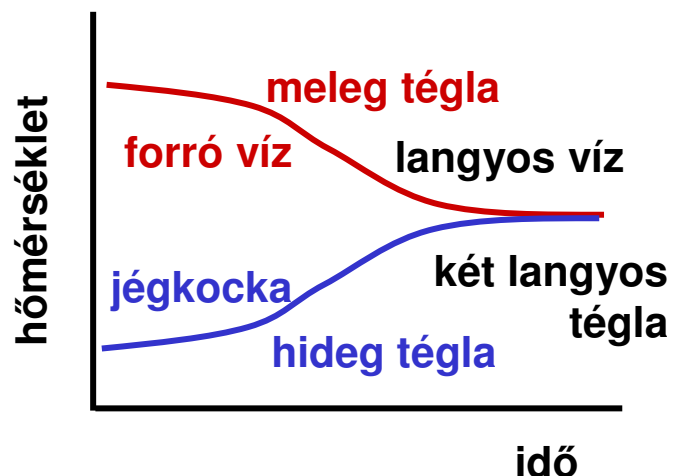 hőmérséklet
meleg tégla
forró víz
langyos víz
jégkocka
két langyos
tégla
hideg tégla
idő